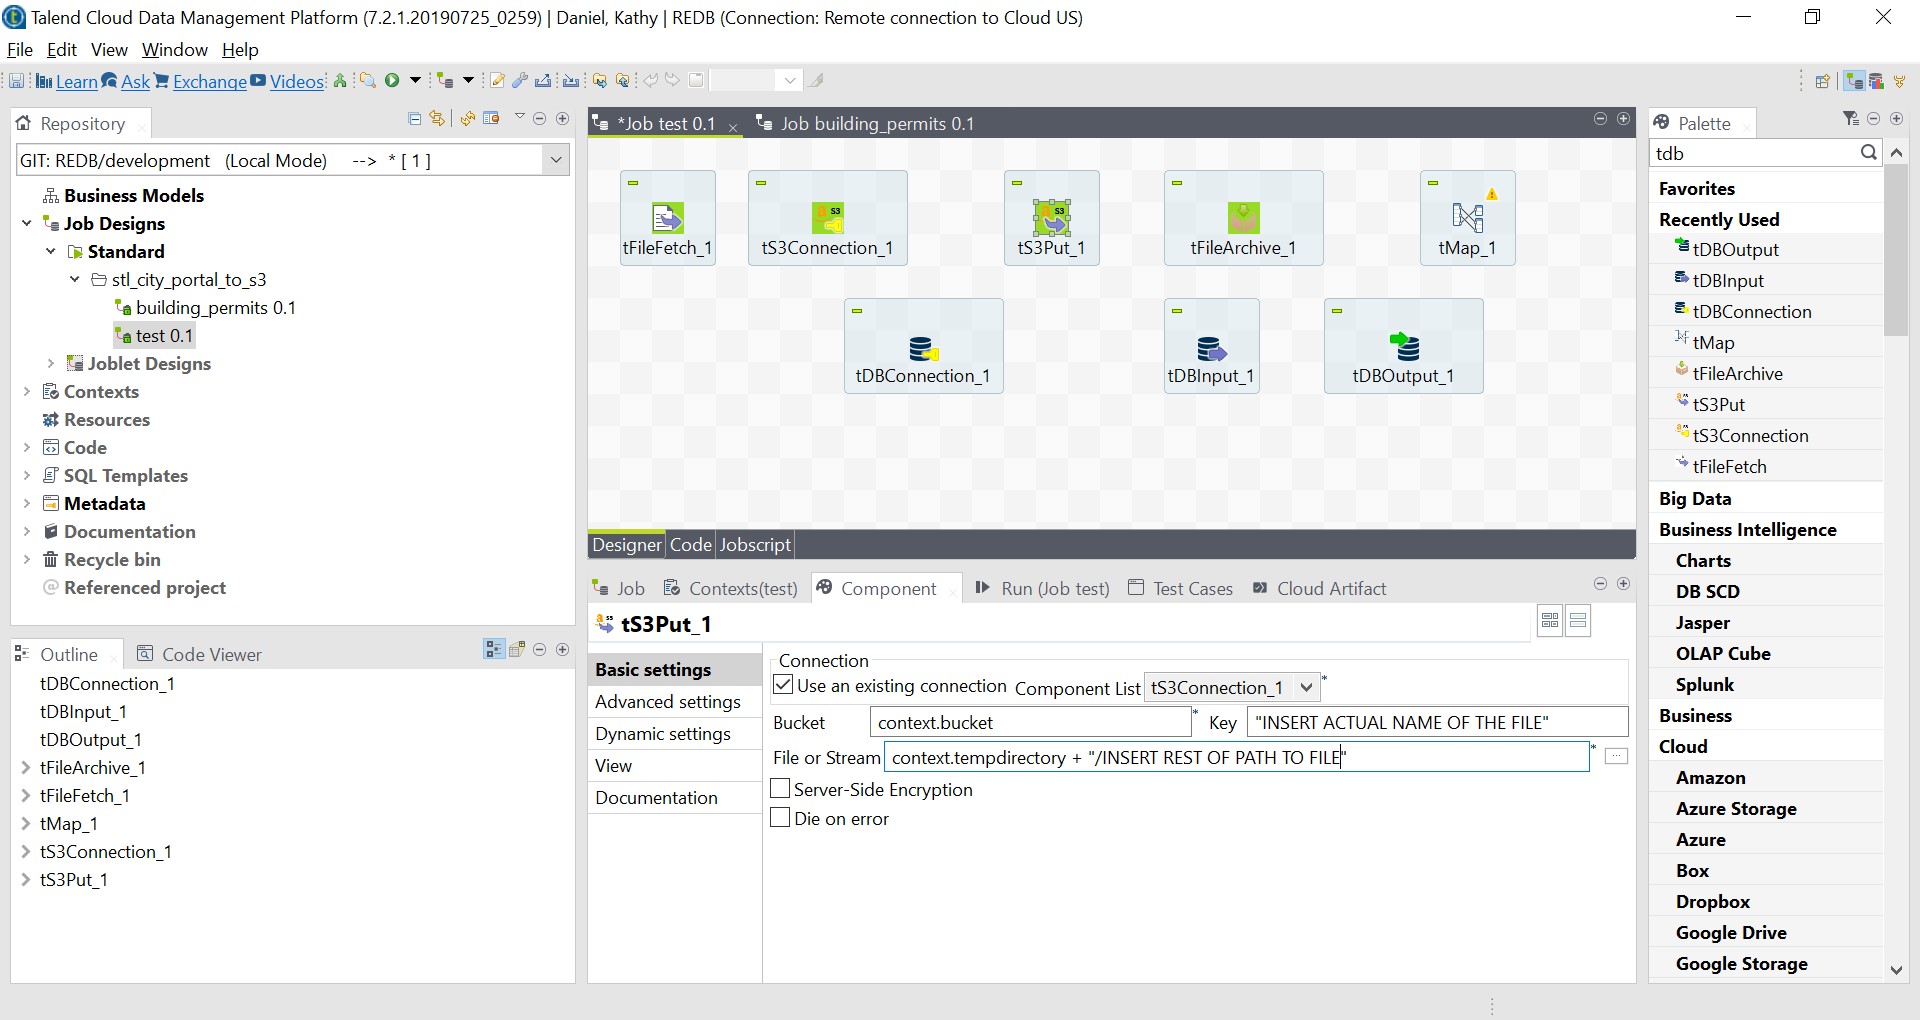 Talend Cloud Data Management Platform (7.2.1.20190725_0259) | Daniel, Kathy | REDB (Connection: Remote connection to Cloud US)
File Edit View Window Help
Learn Ask Exchange Videos
Repository
GIT: REDB/development (Local Mode) --> * [ 1 ]
Business Models
Job Designs
Standard
stl_city_portal_to_s3
building_permits 0.1
test 0.1
Joblet Designs
Contexts
Resources
Code
SQL Templates
Metadata
Documentation
Recycle bin
Referenced project
Outline Code Viewer
tDBConnection_1
tDBInput_1
tDBOutput_1
tFileArchive_1
tFileFetch_1
tMap_1
tS3Connection_1
tS3Put_1
*Job test 0.1 Job building_permits 0.1
tFileFetch_1 tS3Connection_1 tS3Put_1 tFileArchive_1 tMap_1
tDBConnection_1 tDBInput_1 tDBOutput_1
Designer Code Jobscript
Job Contexts(test) Component Run (Job test) Test Cases Cloud Artifact
tS3Put_1
Basic settings
Advanced settings
Dynamic settings
View
Documentation
Connection
Use an existing connection Component List tS3Connection_1 *
Bucket context.bucket * Key "INSERT ACTUAL NAME OF THE FILE"
File or Stream context.tempdirectory + "/INSERT REST OF PATH TO FILE" * ...
Server-Side Encryption
Die on error
Palette
tdb
Favorites
Recently Used
tDBOutput
tDBInput
tDBConnection
tMap
tFileArchive
tS3Put
tS3Connection
tFileFetch
Big Data
Business Intelligence
Charts
DB SCD
Jasper
OLAP Cube
Splunk
Business
Cloud
Amazon
Azure Storage
Azure
Box
Dropbox
Google Drive
Google Storage